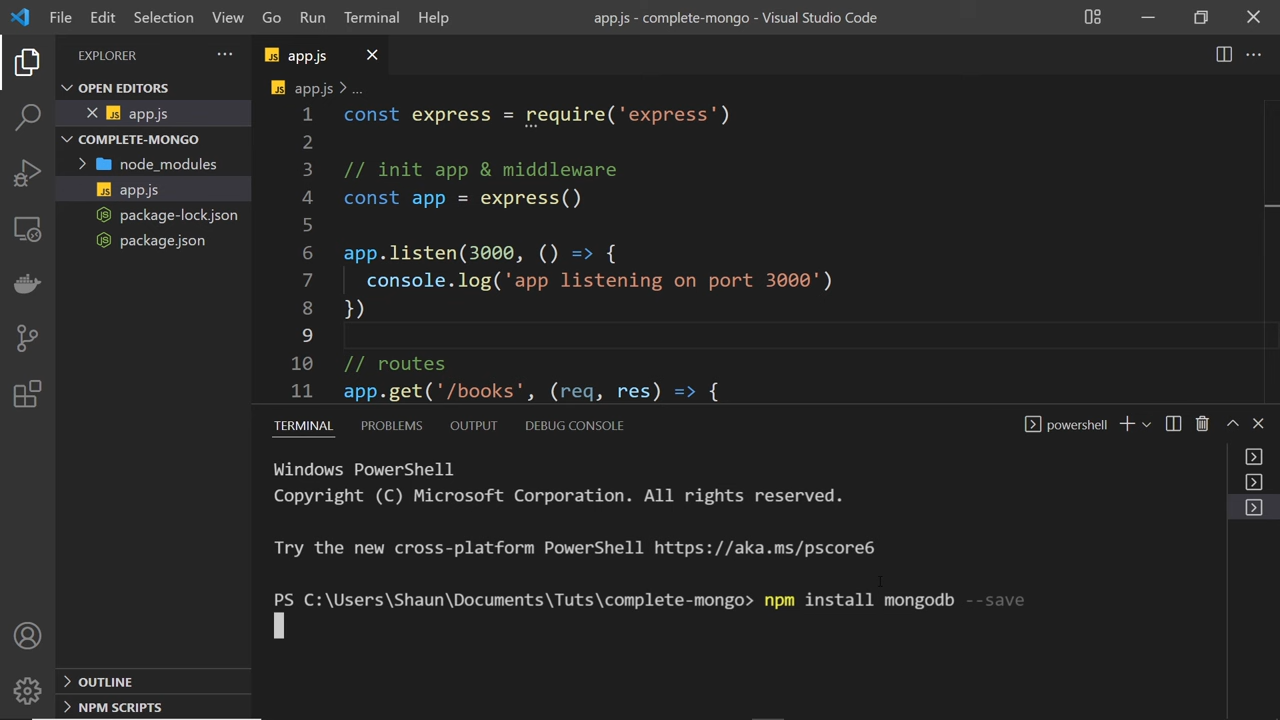 File Edit Selection View Go Run Terminal Help
app.js - complete-mongo - Visual Studio Code
EXPLORER
OPEN EDITORS
JS app.js
COMPLETE-MONGO
node_modules
JS app.js
package-lock.json
package.json
OUTLINE
NPM SCRIPTS
JS app.js
JS app.js > ...
1 const express = require('express')
2
3 // init app & middleware
4 const app = express()
5
6 app.listen(3000, () => {
7 console.log('app listening on port 3000')
8 })
9
10 // routes
11 app.get('/books', (req, res) => {
TERMINAL PROBLEMS OUTPUT DEBUG CONSOLE
powershell
Windows PowerShell
Copyright (C) Microsoft Corporation. All rights reserved.
Try the new cross-platform PowerShell https://aka.ms/pscore6
PS C:\Users\Shaun\Documents\Tuts\complete-mongo> npm install mongodb --save